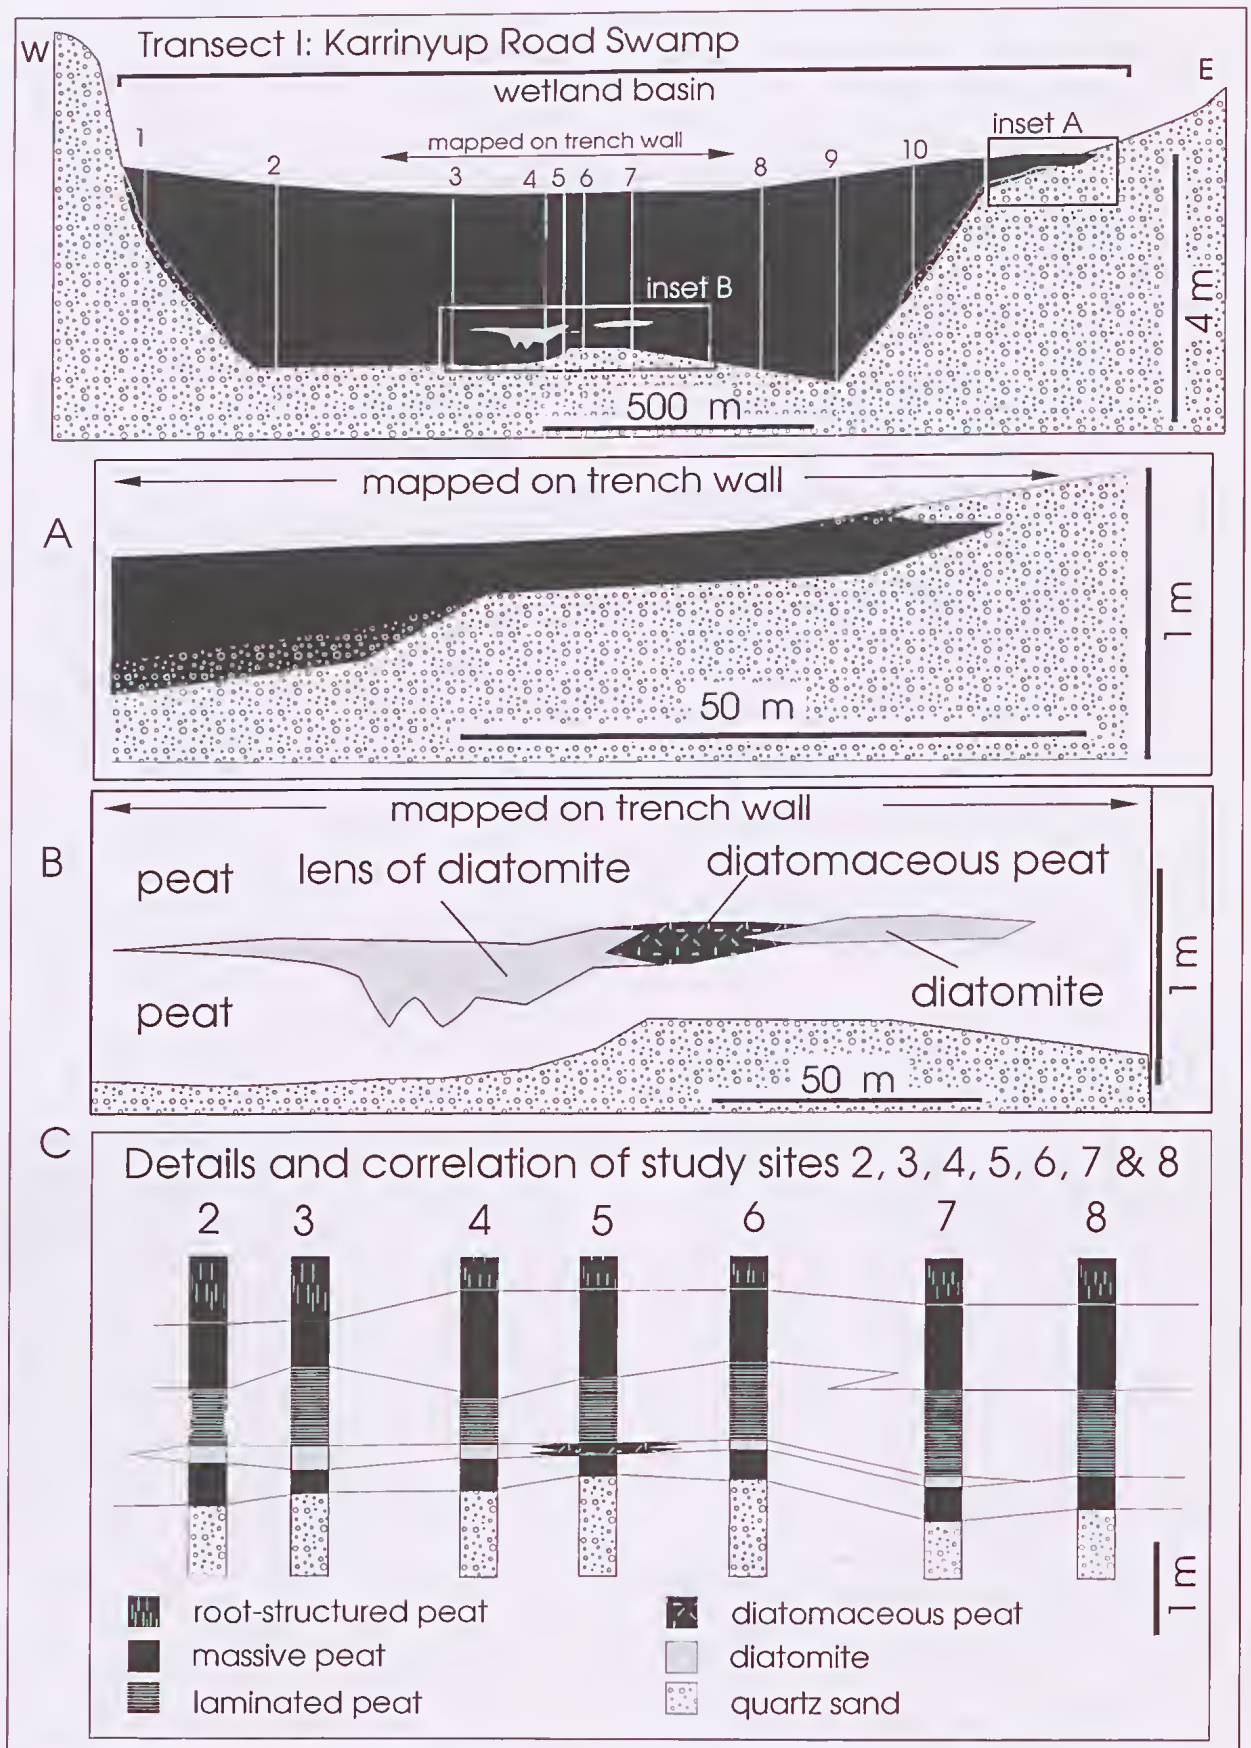 W
Transect I: Karrinyup Road Swamp
E
wetland basin
inset A
mapped on trench wall
1 2 3 4 5 6 7 8 9 10
inset B
4 m
500 m
A
mapped on trench wall
1 m
50 m
B
mapped on trench wall
peat
lens of diatomite
diatomaceous peat
peat
diatomite
1 m
50 m
C
Details and correlation of study sites 2, 3, 4, 5, 6, 7 & 8
2 3 4 5 6 7 8
1 m
root-structured peat
massive peat
laminated peat
diatomaceous peat
diatomite
quartz sand